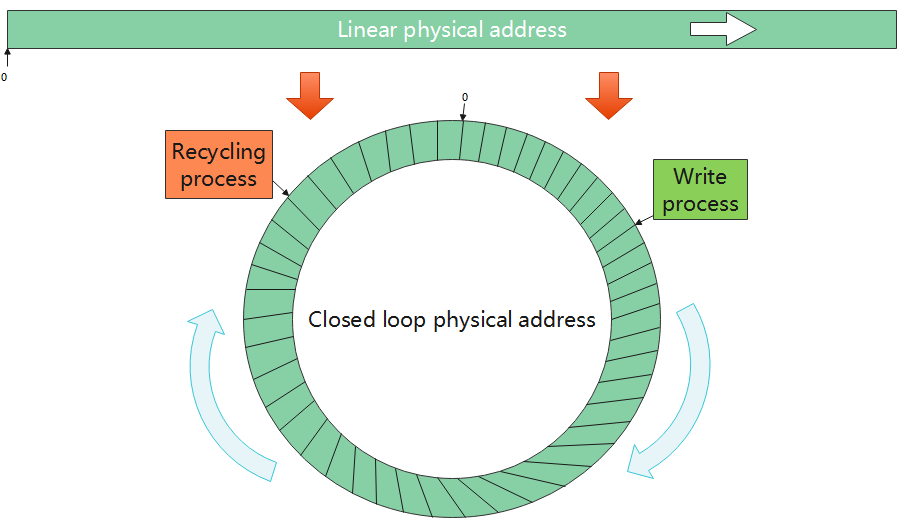 Linear physical address
0
0
Recycling
process
Write
process
Closed loop physical address